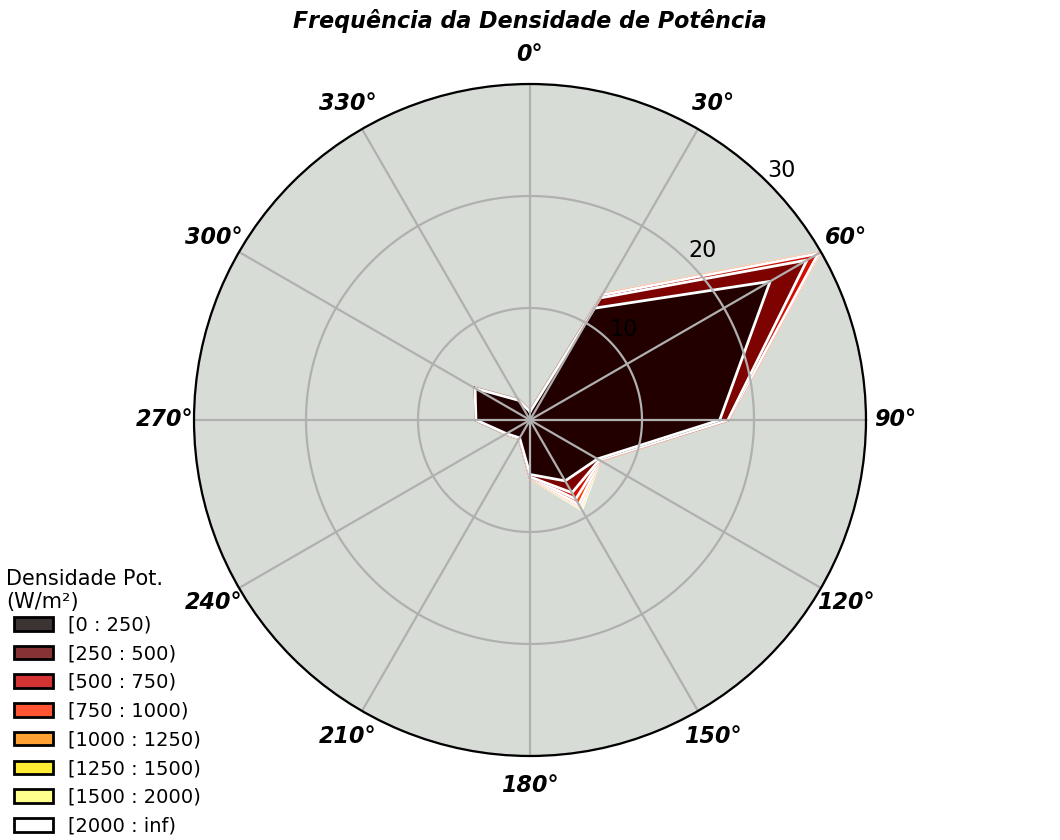 Frequência da Densidade de Potência
0°
330°
30°
30
300°
60°
20
10
270°
90°
Densidade Pot.
(W/m²)
240°
120°
[0 : 250)
[250 : 500)
[500 : 750)
[750 : 1000)
210°
150°
[1000 : 1250)
[1250 : 1500)
180°
[1500 : 2000)
[2000 : inf)